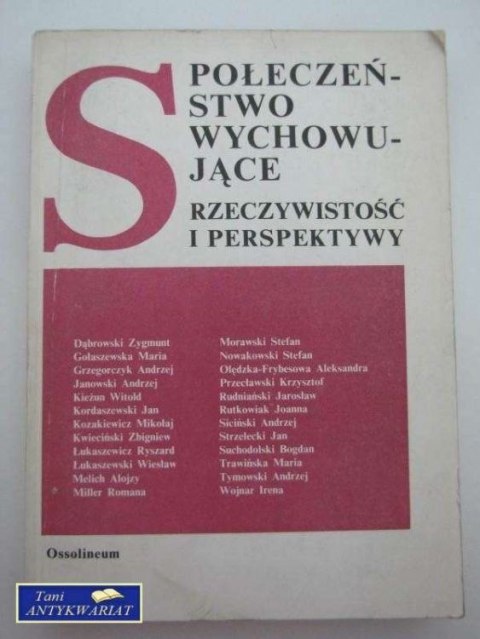 SPOŁECZEŃ-
STWO
WYCHOWU-
JĄCE
RZECZYWISTOŚĆ
I PERSPEKTYWY
Dąbrowski Zygmunt
Gołaszewska Maria
Grzegorczyk Andrzej
Janowski Andrzej
Kieżun Witold
Kordaszewski Jan
Kozakiewicz Mikołaj
Kwieciński Zbigniew
Łukaszewicz Ryszard
Łukaszewski Wiesław
Melich Alojzy
Miller Romana
Morawski Stefan
Nowakowski Stefan
Olędzka-Frybesowa Aleksandra
Przecławski Krzysztof
Rudniański Jarosław
Rutkowiak Joanna
Siciński Andrzej
Strzelecki Jan
Suchodolski Bogdan
Trawińska Maria
Tymowski Andrzej
Wojnar Irena
Ossolineum
Tani
ANTYKWARIAT